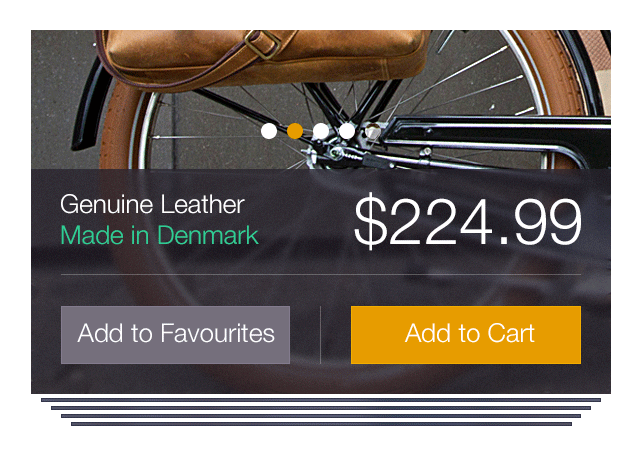 Genuine Leather
Made in Denmark
$224.99
Add to Favourites
Add to Cart